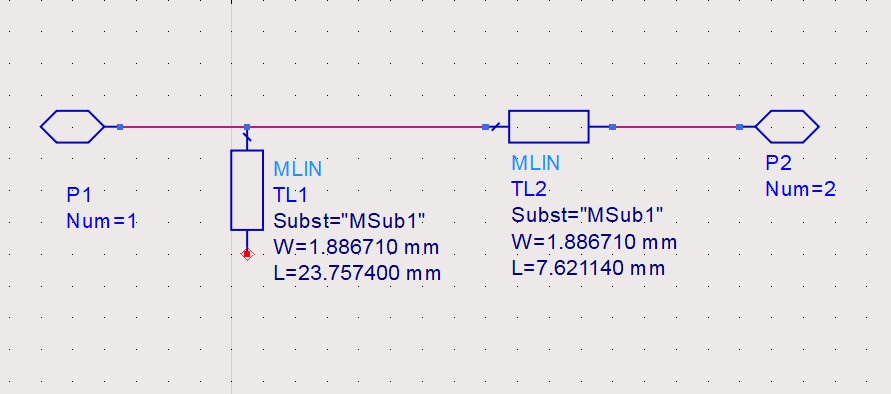 P1
Num=1
MLIN
TL1
Subst="MSub1"
W=1.886710 mm
L=23.757400 mm
MLIN
TL2
Subst="MSub1"
W=1.886710 mm
L=7.621140 mm
P2
Num=2